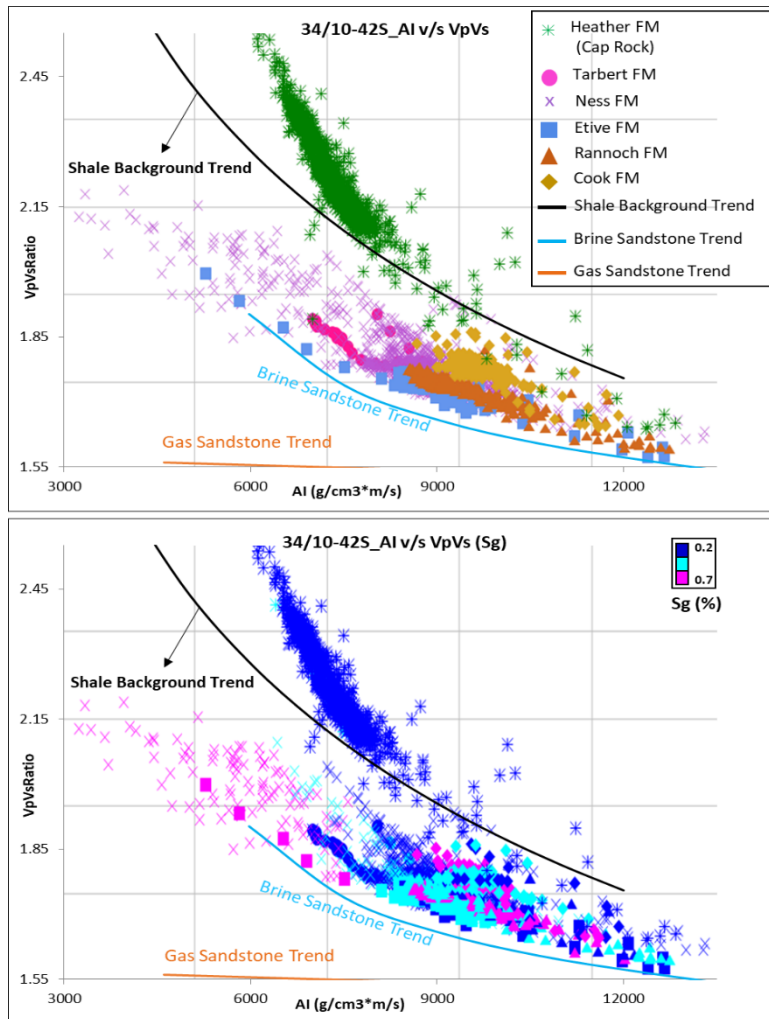 34/10-42S_AI v/s VpVs
Heather FM
(Cap Rock)
Tarbert FM
Ness FM
Etive FM
Rannoch FM
Cook FM
Shale Background Trend
Brine Sandstone Trend
Gas Sandstone Trend
2.45
2.15
1.85
1.55
VpVsRatio
Shale Background Trend
Brine Sandstone Trend
Gas Sandstone Trend
3000
6000
9000
12000
AI (g/cm3*m/s)
34/10-42S_AI v/s VpVs (Sg)
0.2
0.7
Sg (%)
2.45
2.15
1.85
1.55
VpVsRatio
Shale Background Trend
Brine Sandstone Trend
Gas Sandstone Trend
3000
6000
9000
12000
AI (g/cm3*m/s)